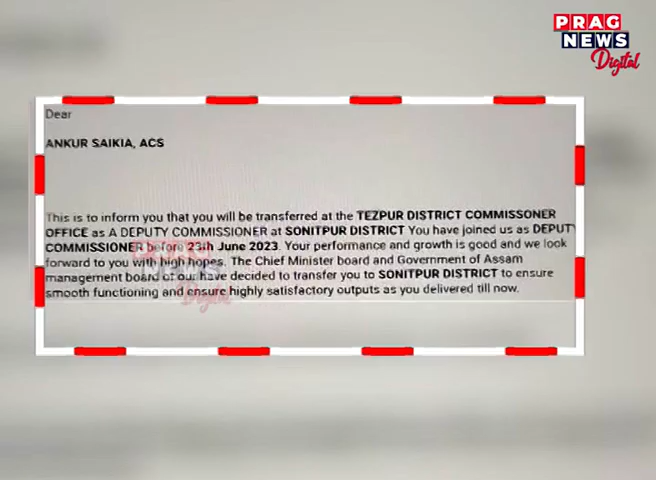 PRAG
NEWS
Digital
Dear
ANKUR SAIKIA, ACS
This is to inform you that you will be transferred at the TEZPUR DISTRICT COMMISSONER
OFFICE as A DEPUTY COMMISSIONER at SONITPUR DISTRICT You have joined us as DEPUTY
COMMISSIONER before 23th June 2023. Your performance and growth is good and we look
forward to you with high hopes. The Chief Minister board and Government of Assam
management board of our have decided to transfer you to SONITPUR DISTRICT to ensure
smooth functioning and ensure highly satisfactory outputs as you delivered till now.
PRAG
NEWS
Digital